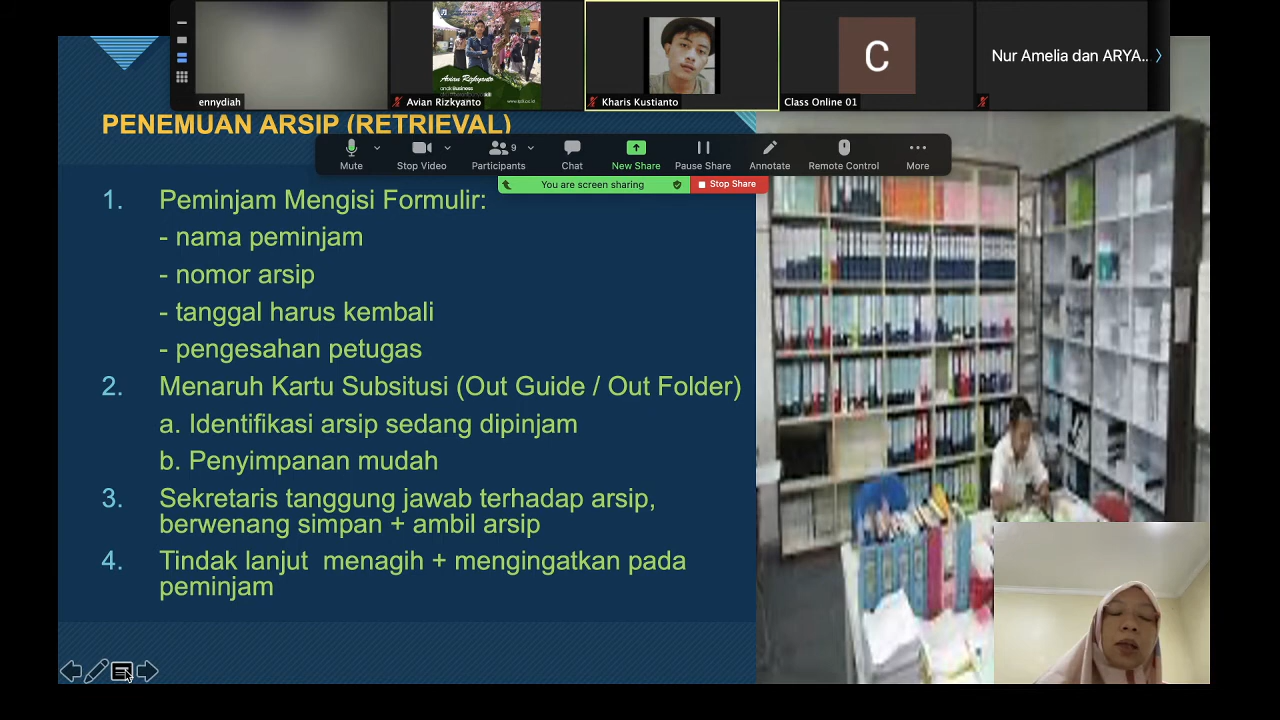 ennydiah
Avian Rizkyanto
Avian Rizkyanto
Kharis Kustianto
C
Class Online 01
Nur Amelia dan ARYA...
PENEMUAN ARSIP (RETRIEVAL)
Mute
Stop Video
9
Participants
Chat
New Share
Pause Share
Annotate
Remote Control
More
You are screen sharing
Stop Share
1. Peminjam Mengisi Formulir:
- nama peminjam
- nomor arsip
- tanggal harus kembali
- pengesahan petugas
2. Menaruh Kartu Subsitusi (Out Guide / Out Folder)
a. Identifikasi arsip sedang dipinjam
b. Penyimpanan mudah
3. Sekretaris tanggung jawab terhadap arsip,
berwenang simpan + ambil arsip
4. Tindak lanjut menagih + mengingatkan pada
peminjam